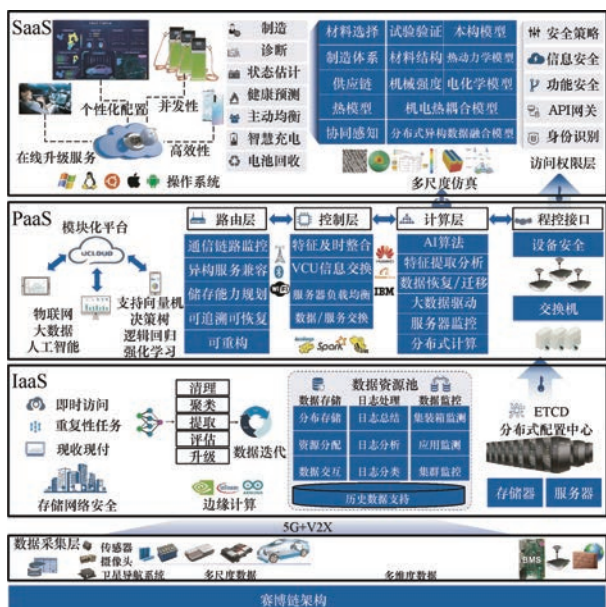 SaaS
个性化配置
并发性
在线升级服务
高效性
操作系统
制造
诊断
状态估计
健康预测
主动均衡
智慧充电
电池回收
材料选择 试验验证 本构模型
制造体系 材料结构 热动力学模型
供应链 机械强度 电化学模型
热模型 机电热耦合模型
协同感知 分布式异构数据融合模型
多尺度仿真
安全策略
信息安全
功能安全
API网关
身份识别
访问权限层
PaaS
模块化平台
UCLOUD
物联网
大数据
人工智能
支持向量机
决策树
逻辑回归
强化学习
路由层
通信链路监控
异构服务兼容
储存能力规划
可追溯可恢复
可重构
控制层
特征及时整合
VCU信息交换
服务器负载均衡
数据/服务交换
Spark
IBM
计算层
AI算法
特征提取分析
数据恢复/迁移
大数据驱动
服务器监控
分布式计算
程控接口
设备安全
交换机
IaaS
即时访问
重复性任务
现收现付
存储网络安全
清理
聚类
提取
评估
升级
数据迭代
边缘计算
数据资源池
数据存储 日志处理 数据监控
分布存储 日志总结 集装箱监测
资源分配 日志分析 应用监测
数据交互 日志分类 集群监控
历史数据支持
ETCD
分布式配置中心
存储器 服务器
5G+V2X
数据采集层
传感器
摄像头
卫星导航系统
多尺度数据
多维度数据
BMS
赛博链架构